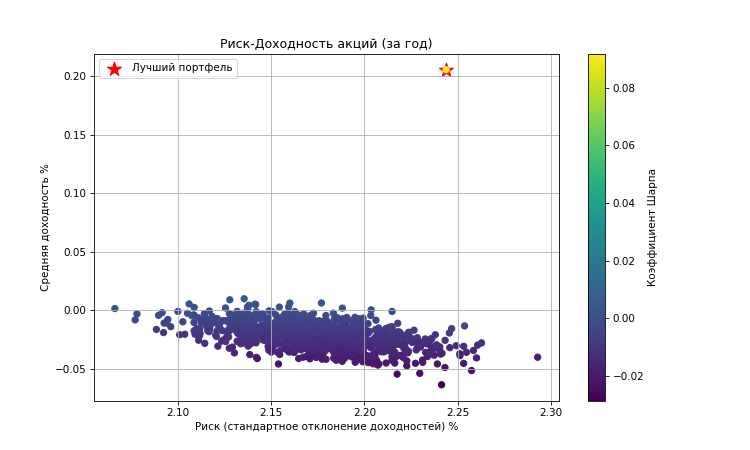 Риск-Доходность акций (за год)
Лучший портфель
0.20
0.15
0.10
0.05
0.00
−0.05
Средняя доходность %
2.10 2.15 2.20 2.25 2.30
Риск (стандартное отклонение доходностей) %
0.08
0.06
0.04
0.02
0.00
−0.02
Коэффициент Шарпа